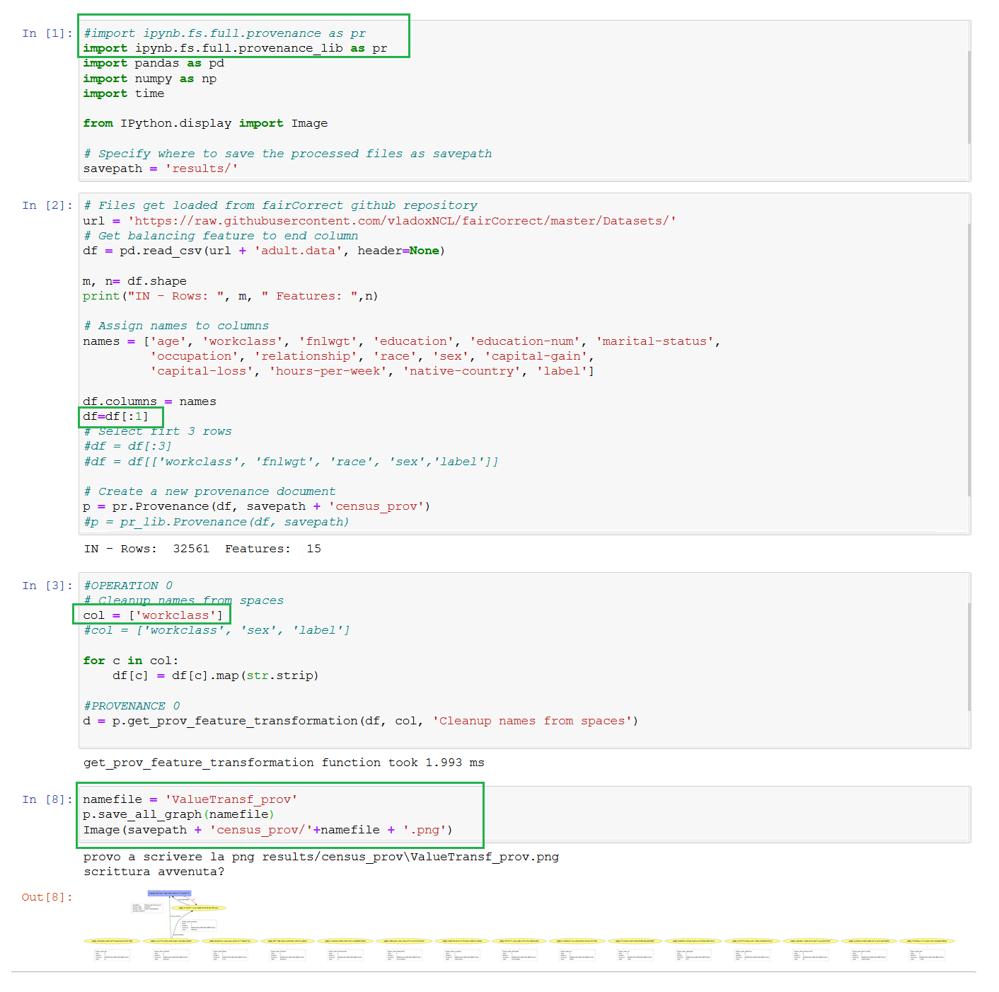 In [1]:
#import ipynb.fs.full.provenance as pr
import ipynb.fs.full.provenance_lib as pr
import pandas as pd
import numpy as np
import time
from IPython.display import Image
# Specify where to save the processed files as savepath
savepath = 'results/'
In [2]:
# Files get loaded from fairCorrect github repository
url = 'https://raw.githubusercontent.com/vladoxNCL/fairCorrect/master/Datasets/'
# Get balancing feature to end column
df = pd.read_csv(url + 'adult.data', header=None)
m, n= df.shape
print("IN - Rows: ", m, " Features: ",n)
# Assign names to columns
names = ['age', 'workclass', 'fnlwgt', 'education', 'education-num', 'marital-status',
'occupation', 'relationship', 'race', 'sex', 'capital-gain',
'capital-loss', 'hours-per-week', 'native-country', 'label']
df.columns = names
df=df[:1]
# Select firt 3 rows
#df = df[:3]
#df = df[['workclass', 'fnlwgt', 'race', 'sex','label']]
# Create a new provenance document
p = pr.Provenance(df, savepath + 'census_prov')
#p = pr_lib.Provenance(df, savepath)
IN - Rows:  32561  Features:  15
In [3]:
#OPERATION 0
# Cleanup names from spaces
col = ['workclass']
#col = ['workclass', 'sex', 'label']
for c in col:
df[c] = df[c].map(str.strip)
#PROVENANCE 0
d = p.get_prov_feature_transformation(df, col, 'Cleanup names from spaces')
get_prov_feature_transformation function took 1.993 ms
In [8]:
namefile = 'ValueTransf_prov'
p.save_all_graph(namefile)
Image(savepath + 'census_prov/'+namefile + '.png')
provo a scrivere la png results/census_prov\ValueTransf_prov.png
scrittura avvenuta?
Out[8]: